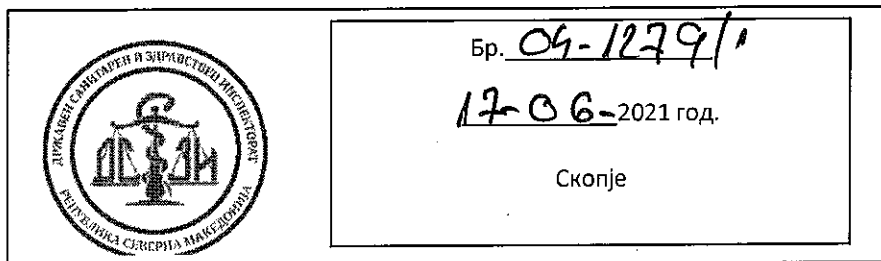 ДРЖАВЕН САНИТАРЕН И ЗДРАВСТВЕН ИНСПЕКТОРАТ
ДСЗИ
РЕПУБЛИКА СЕВЕРНА МАКЕДОНИЈА
Бр. 04-1279/1
17-06-2021 год.
Скопје